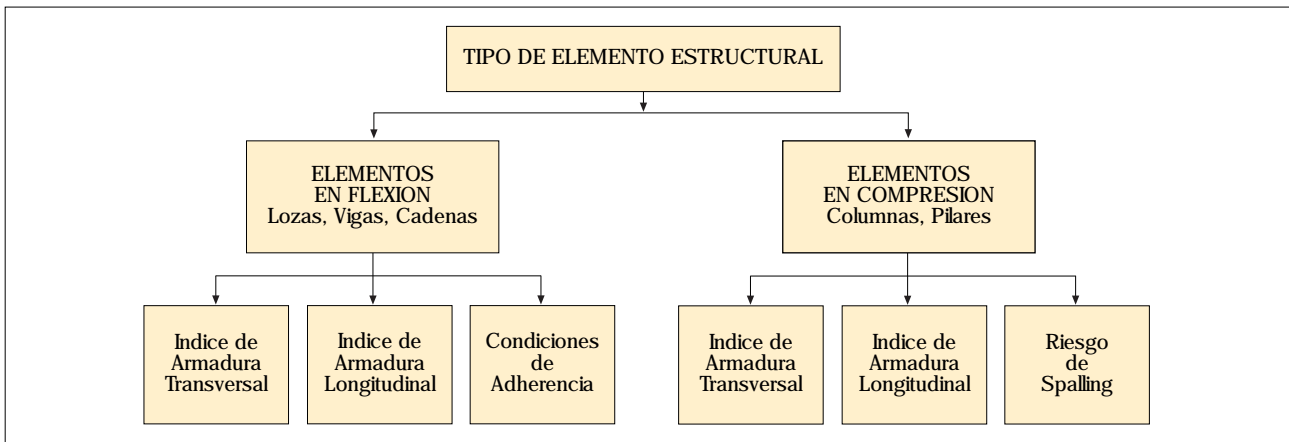 TIPO DE ELEMENTO ESTRUCTURAL
ELEMENTOS
EN FLEXION
Lozas, Vigas, Cadenas
ELEMENTOS
EN COMPRESION
Columnas, Pilares
Indice de
Armadura
Transversal
Indice de
Armadura
Longitudinal
Condiciones
de
Adherencia
Indice de
Armadura
Transversal
Indice de
Armadura
Longitudinal
Riesgo
de
Spalling